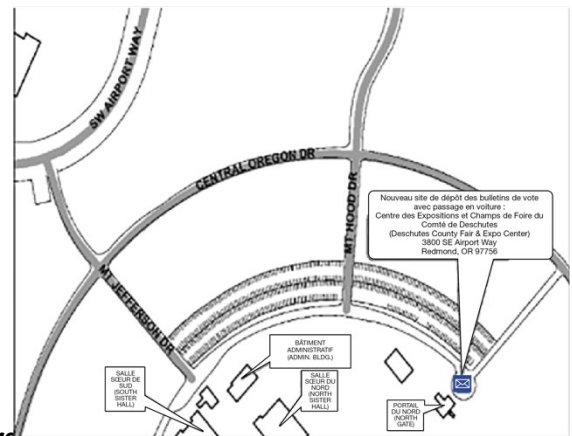 SW AIRPORT WAY
CENTRAL OREGON DR
MT HOOD DR
Nouveau site de dépôt des bulletins de vote
avec passage en voiture :
Centre des Expositions et Champs de Foire du
Comté de Deschutes
(Deschutes County Fair & Expo Center)
3800 SE Airport Way
Redmond, OR 97756
MT JEFFERSON DR
BÂTIMENT
ADMINISTRATIF
(ADMIN. BLDG.)
SALLE
SŒUR DE
SUD
(SOUTH
SISTER
HALL)
SALLE
SŒUR DU
NORD
(NORTH
SISTER
HALL)
PORTAIL
DU NORD
(NORTH
GATE)